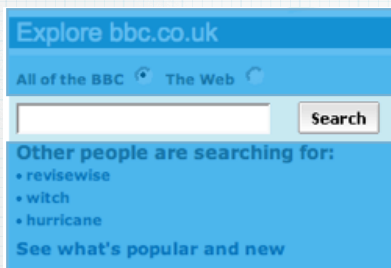 Explore bbc.co.uk
All of the BBC The Web
Search
Other people are searching for:
• revisewise
• witch
• hurricane
See what's popular and new